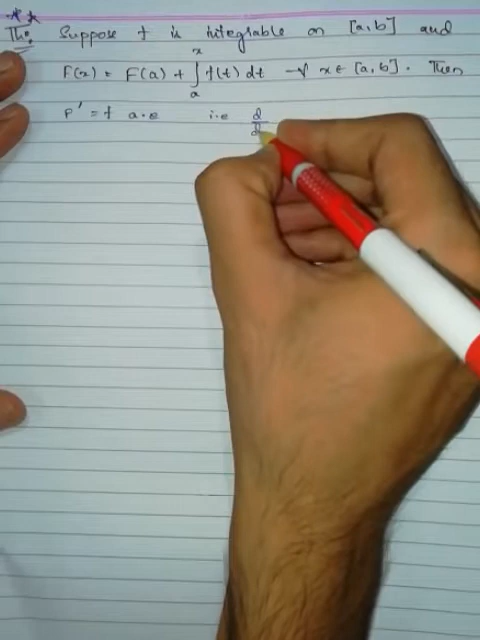 **
Th: Suppose f is integrable on [a,b] and
F(x) = F(a) + ∫ₐˣ f(t) dt ∀ x ∈ [a,b]. Then
F' = f a.e i.e d/d